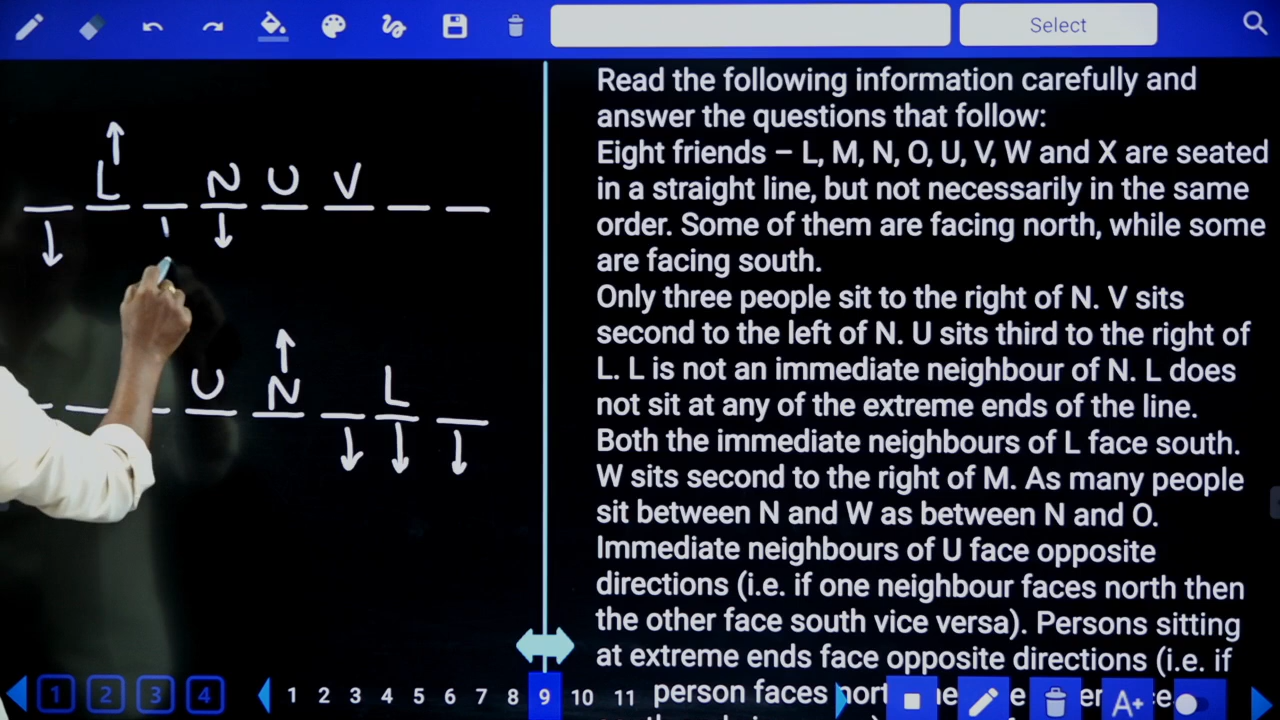 Select
Read the following information carefully and
answer the questions that follow:
Eight friends – L, M, N, O, U, V, W and X are seated
in a straight line, but not necessarily in the same
order. Some of them are facing north, while some
are facing south.
Only three people sit to the right of N. V sits
second to the left of N. U sits third to the right of
L. L is not an immediate neighbour of N. L does
not sit at any of the extreme ends of the line.
Both the immediate neighbours of L face south.
W sits second to the right of M. As many people
sit between N and W as between N and O.
Immediate neighbours of U face opposite
directions (i.e. if one neighbour faces north then
the other face south vice versa). Persons sitting
at extreme ends face opposite directions (i.e. if
person faces
L N U V
U N L
1 2 3 4
1 2 3 4 5 6 7 8 9 10 11
A+